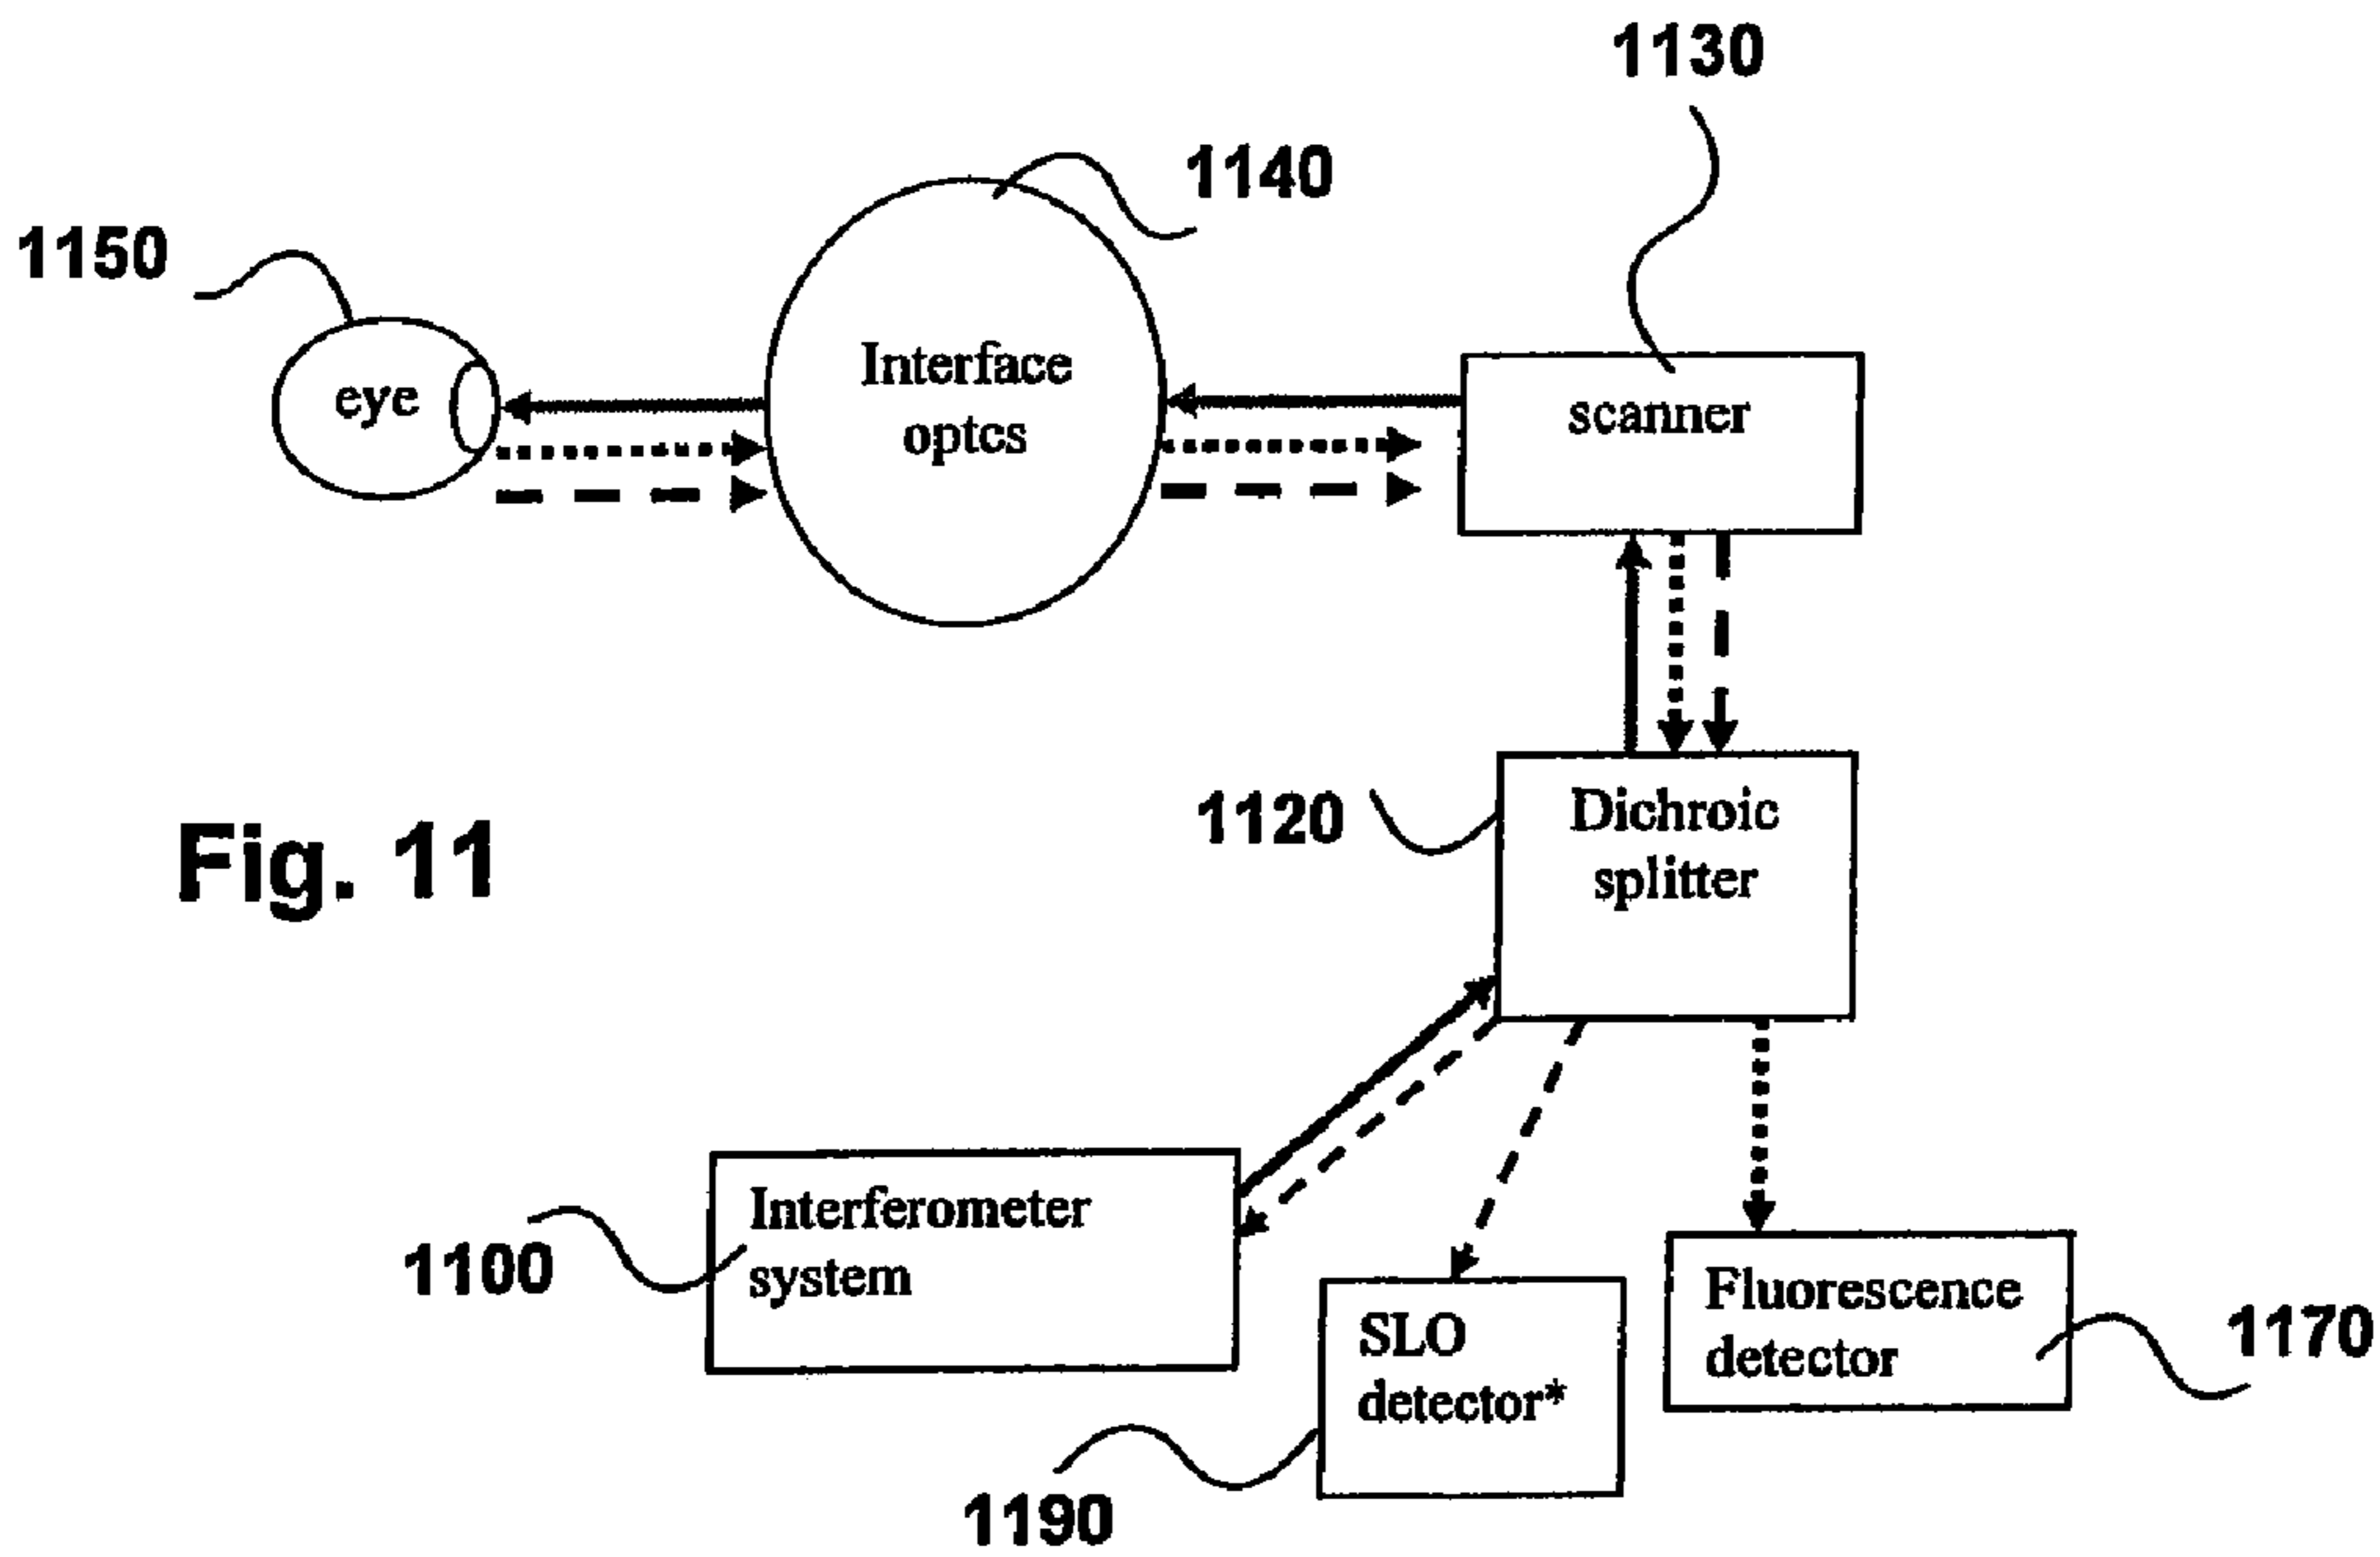 1130
1140
1150
Interface
optcs
eye
scanner
1120
Dichroic
splitter
Fig. 11
Interferometer
system
1100
SLO
detector*
Fluorescence
detector
1170
1190